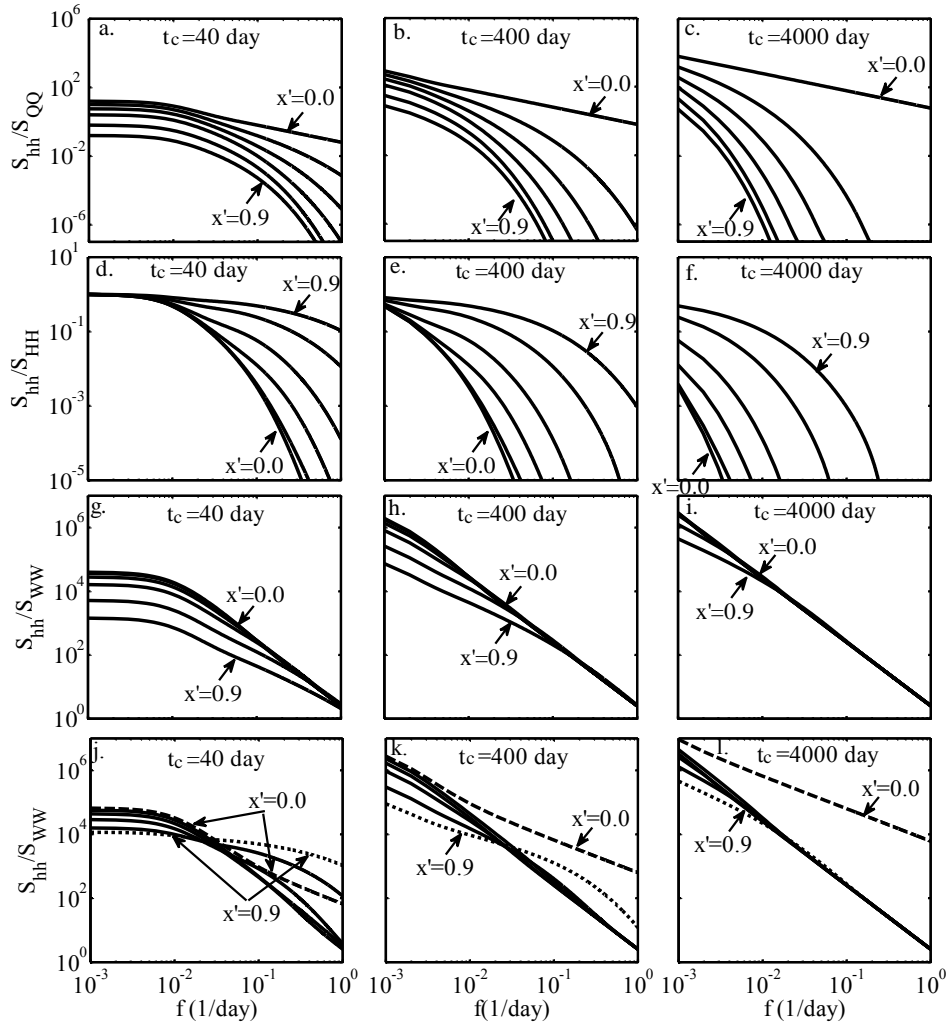 a. t_c=40 day
b. t_c=400 day
c. t_c=4000 day
10^6
10^2
10^-2
10^-6
S_hh/S_QQ
x'=0.0
x'=0.9
x'=0.0
x'=0.9
x'=0.0
x'=0.9
d. t_c=40 day
e. t_c=400 day
f. t_c=4000 day
10^1
10^-1
10^-3
10^-5
S_hh/S_HH
x'=0.9
x'=0.0
x'=0.9
x'=0.0
x'=0.9
x'=0.0
g. t_c=40 day
h. t_c=400 day
i. t_c=4000 day
10^6
10^4
10^2
10^0
S_hh/S_WW
x'=0.0
x'=0.9
x'=0.0
x'=0.9
x'=0.0
x'=0.9
j. t_c=40 day
k. t_c=400 day
l. t_c=4000 day
10^6
10^4
10^2
10^0
S_hh/S_WW
x'=0.0
x'=0.9
x'=0.0
x'=0.9
x'=0.0
x'=0.9
10^-3 10^-2 10^-1 10^0
10^-3 10^-2 10^-1 10^0
10^-3 10^-2 10^-1 10^0
f (1/day)
f(1/day)
f (1/day)